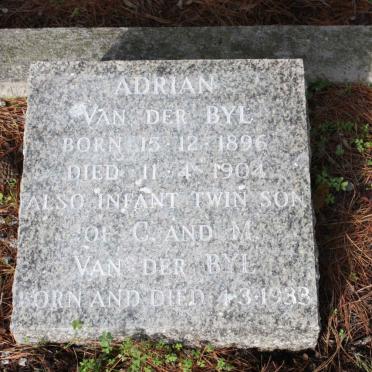 ADRIAN
VAN DER BYL
BORN 15·12·1896
DIED 11·4·1904
ALSO INFANT TWIN SON
OF C. AND M.
VAN DER BYL
BORN AND DIED 4·3·1933